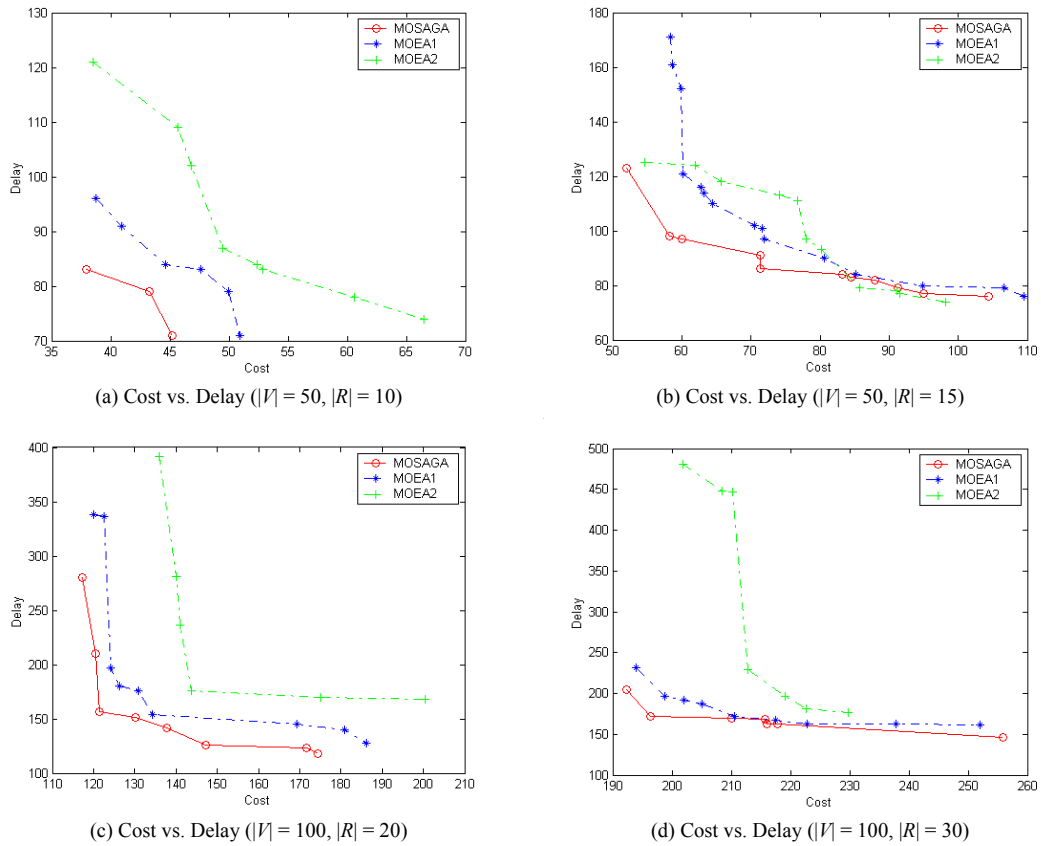 130
120
110
100
90
80
70
35 40 45 50 55 60 65 70
Delay
Cost
MOSAGA
MOEA1
MOEA2
(a) Cost vs. Delay (|V| = 50, |R| = 10)
180
160
140
120
100
80
60
50 60 70 80 90 100 110
Delay
Cost
MOSAGA
MOEA1
MOEA2
(b) Cost vs. Delay (|V| = 50, |R| = 15)
400
350
300
250
200
150
100
110 120 130 140 150 160 170 180 190 200 210
Delay
Cost
MOSAGA
MOEA1
MOEA2
(c) Cost vs. Delay (|V| = 100, |R| = 20)
500
450
400
350
300
250
200
150
100
190 200 210 220 230 240 250 260
Delay
Cost
MOSAGA
MOEA1
MOEA2
(d) Cost vs. Delay (|V| = 100, |R| = 30)